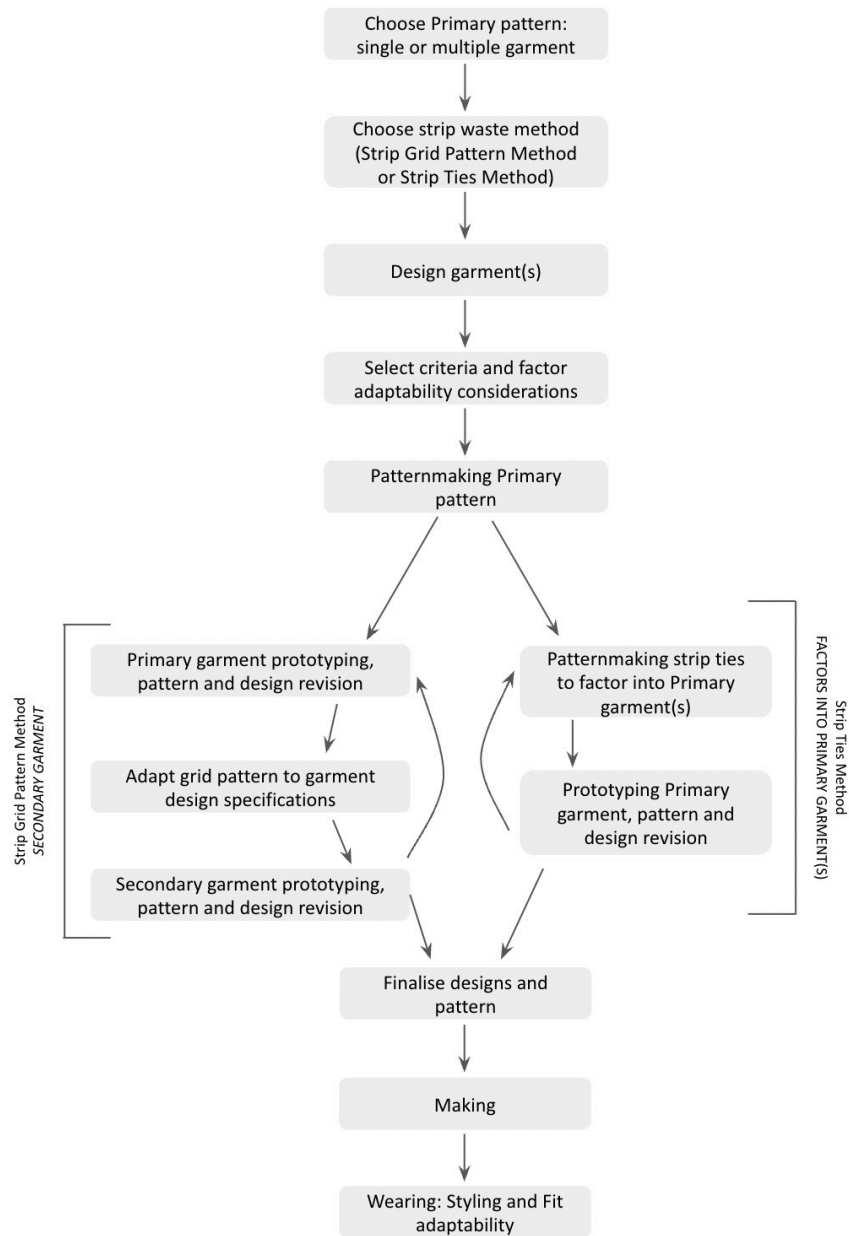 Choose Primary pattern:
single or multiple garment
Choose strip waste method
(Strip Grid Pattern Method
or Strip Ties Method)
Design garment(s)
Select criteria and factor
adaptability considerations
Patternmaking Primary
pattern
Strip Grid Pattern Method
SECONDARY GARMENT
Primary garment prototyping,
pattern and design revision
Adapt grid pattern to garment
design specifications
Secondary garment prototyping,
pattern and design revision
Patternmaking strip ties
to factor into Primary
garment(s)
Prototyping Primary
garment, pattern and
design revision
Strip Ties Method
FACTORS INTO PRIMARY GARMENT(S)
Finalise designs and
pattern
Making
Wearing: Styling and Fit
adaptability